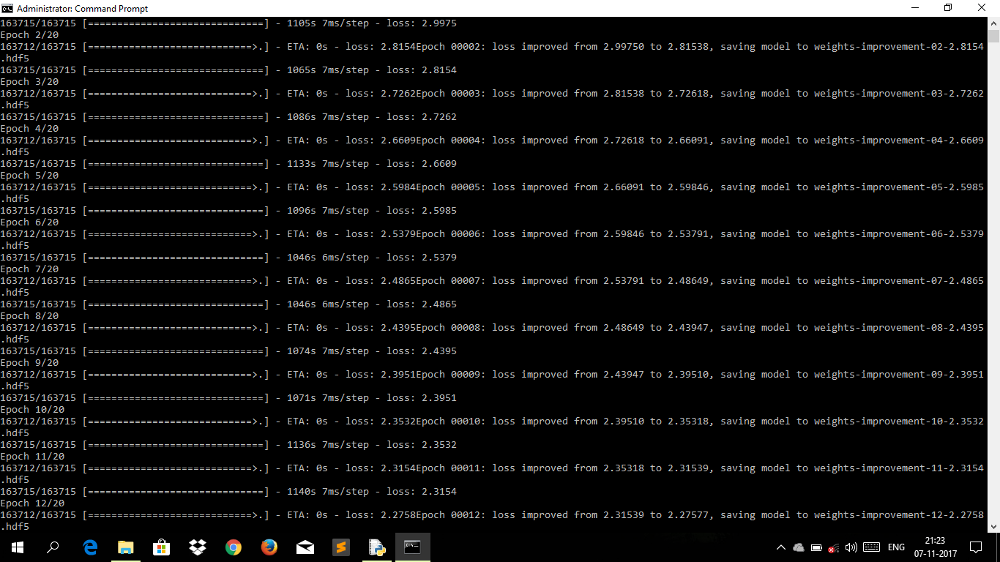 Administrator: Command Prompt
163715/163715 [==============================] - 1105s 7ms/step - loss: 2.9975
Epoch 2/20
163712/163715 [============================>.] - ETA: 0s - loss: 2.8154Epoch 00002: loss improved from 2.99750 to 2.81538, saving model to weights-improvement-02-2.8154
.hdf5
163715/163715 [==============================] - 1065s 7ms/step - loss: 2.8154
Epoch 3/20
163712/163715 [============================>.] - ETA: 0s - loss: 2.7262Epoch 00003: loss improved from 2.81538 to 2.72618, saving model to weights-improvement-03-2.7262
.hdf5
163715/163715 [==============================] - 1086s 7ms/step - loss: 2.7262
Epoch 4/20
163712/163715 [============================>.] - ETA: 0s - loss: 2.6609Epoch 00004: loss improved from 2.72618 to 2.66091, saving model to weights-improvement-04-2.6609
.hdf5
163715/163715 [==============================] - 1133s 7ms/step - loss: 2.6609
Epoch 5/20
163712/163715 [============================>.] - ETA: 0s - loss: 2.5984Epoch 00005: loss improved from 2.66091 to 2.59846, saving model to weights-improvement-05-2.5985
.hdf5
163715/163715 [==============================] - 1096s 7ms/step - loss: 2.5985
Epoch 6/20
163712/163715 [============================>.] - ETA: 0s - loss: 2.5379Epoch 00006: loss improved from 2.59846 to 2.53791, saving model to weights-improvement-06-2.5379
.hdf5
163715/163715 [==============================] - 1046s 6ms/step - loss: 2.5379
Epoch 7/20
163712/163715 [============================>.] - ETA: 0s - loss: 2.4865Epoch 00007: loss improved from 2.53791 to 2.48649, saving model to weights-improvement-07-2.4865
.hdf5
163715/163715 [==============================] - 1046s 6ms/step - loss: 2.4865
Epoch 8/20
163712/163715 [============================>.] - ETA: 0s - loss: 2.4395Epoch 00008: loss improved from 2.48649 to 2.43947, saving model to weights-improvement-08-2.4395
.hdf5
163715/163715 [==============================] - 1074s 7ms/step - loss: 2.4395
Epoch 9/20
163712/163715 [============================>.] - ETA: 0s - loss: 2.3951Epoch 00009: loss improved from 2.43947 to 2.39510, saving model to weights-improvement-09-2.3951
.hdf5
163715/163715 [==============================] - 1071s 7ms/step - loss: 2.3951
Epoch 10/20
163712/163715 [============================>.] - ETA: 0s - loss: 2.3532Epoch 00010: loss improved from 2.39510 to 2.35318, saving model to weights-improvement-10-2.3532
.hdf5
163715/163715 [==============================] - 1136s 7ms/step - loss: 2.3532
Epoch 11/20
163712/163715 [============================>.] - ETA: 0s - loss: 2.3154Epoch 00011: loss improved from 2.35318 to 2.31539, saving model to weights-improvement-11-2.3154
.hdf5
163715/163715 [==============================] - 1140s 7ms/step - loss: 2.3154
Epoch 12/20
163712/163715 [============================>.] - ETA: 0s - loss: 2.2758Epoch 00012: loss improved from 2.31539 to 2.27577, saving model to weights-improvement-12-2.2758
.hdf5
ENG
21:23
07-11-2017